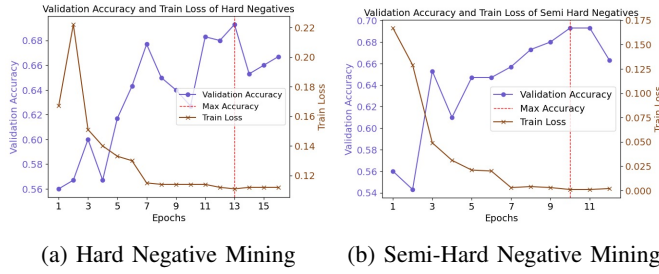 Validation Accuracy and Train Loss of Hard Negatives
Validation Accuracy
0.68
0.66
0.64
0.62
0.60
0.58
0.56
0.22
0.20
0.18
0.16
0.14
0.12
Train Loss
Validation Accuracy
Max Accuracy
Train Loss
1 3 5 7 9 11 13 15
Epochs
(a) Hard Negative Mining
Validation Accuracy and Train Loss of Semi Hard Negatives
Validation Accuracy
0.70
0.68
0.66
0.64
0.62
0.60
0.58
0.56
0.54
0.175
0.150
0.125
0.100
0.075
0.050
0.025
0.000
Train Loss
Validation Accuracy
Max Accuracy
Train Loss
1 3 5 7 9 11
Epochs
(b) Semi-Hard Negative Mining